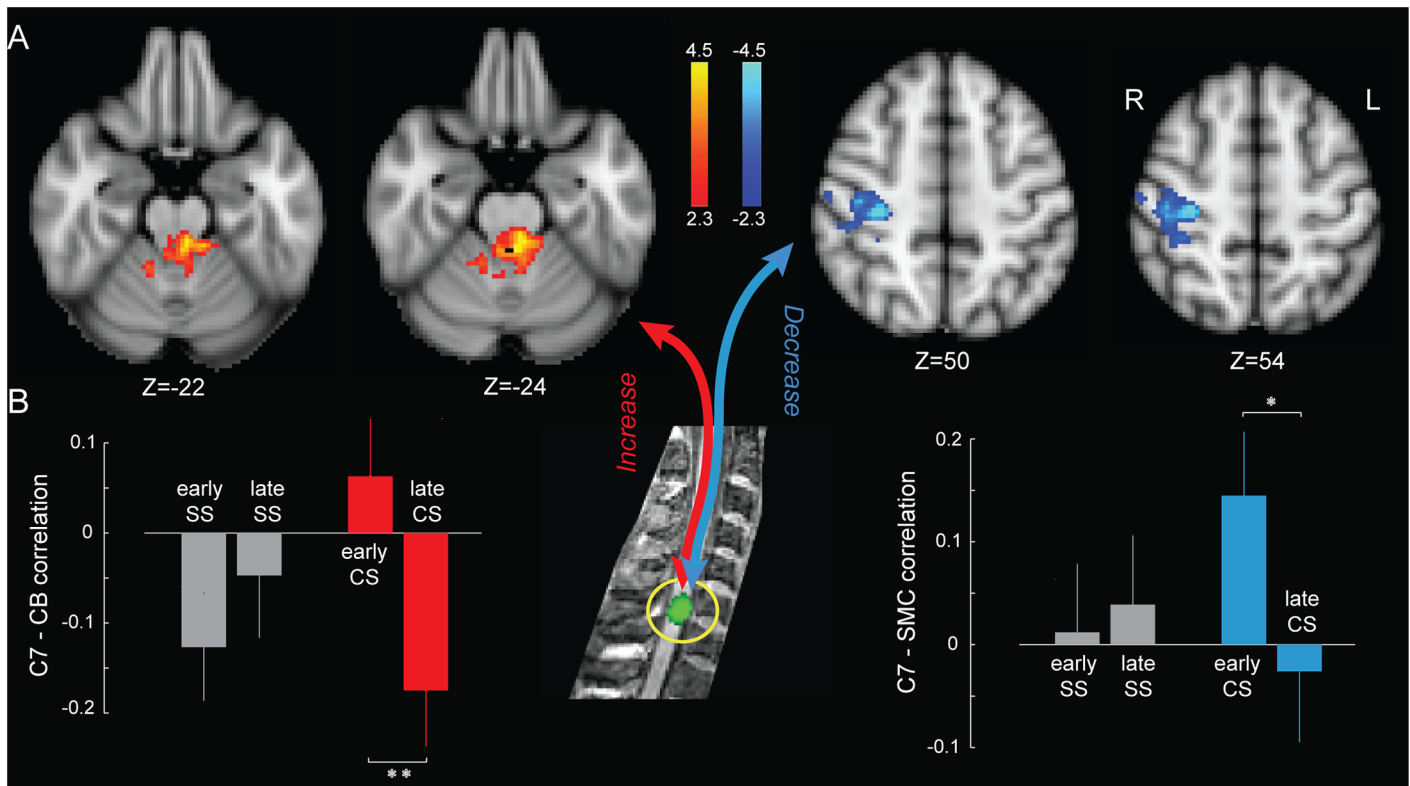 A
4.5 -4.5
2.3 -2.3
R L
Z=-22
Z=-24
Z=50
Z=54
Increase
Decrease
B
C7 - CB correlation
0.1
0
-0.1
-0.2
early
SS
late
SS
early
CS
late
CS
**
C7 - SMC correlation
0.2
0.1
0
-0.1
early
SS
late
SS
early
CS
late
CS
*